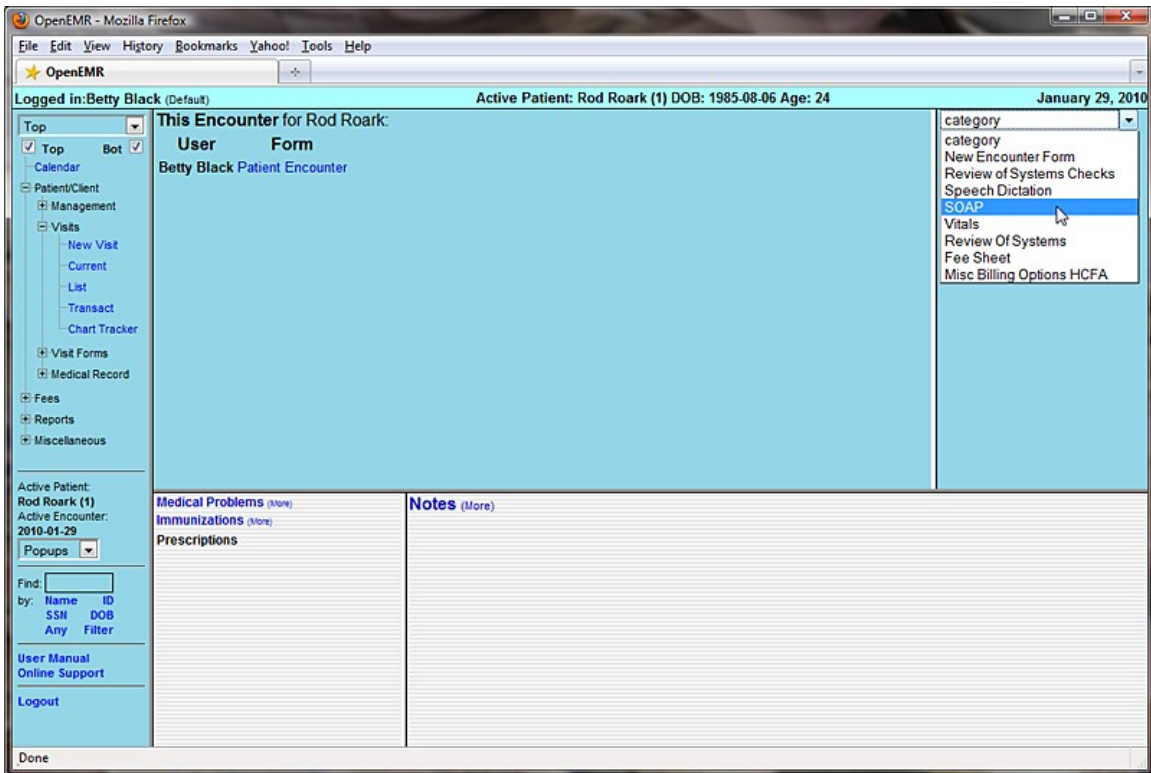 OpenEMR - Mozilla Firefox
File Edit View History Bookmarks Yahoo! Tools Help
OpenEMR
Logged in:Betty Black (Default) Active Patient: Rod Roark (1) DOB: 1985-08-06 Age: 24 January 29, 2010
Top
Top Bot
Calendar
Patient/Client
Management
Visits
New Visit
Current
List
Transact
Chart Tracker
Visit Forms
Medical Record
Fees
Reports
Miscellaneous
Active Patient:
Rod Roark (1)
Active Encounter:
2010-01-29
Popups
Find:
by: Name ID
SSN DOB
Any Filter
User Manual
Online Support
Logout
This Encounter for Rod Roark:
User Form
Betty Black Patient Encounter
category
category
New Encounter Form
Review of Systems Checks
Speech Dictation
SOAP
Vitals
Review Of Systems
Fee Sheet
Misc Billing Options HCFA
Medical Problems (More)
Immunizations (More)
Prescriptions
Notes (More)
Done